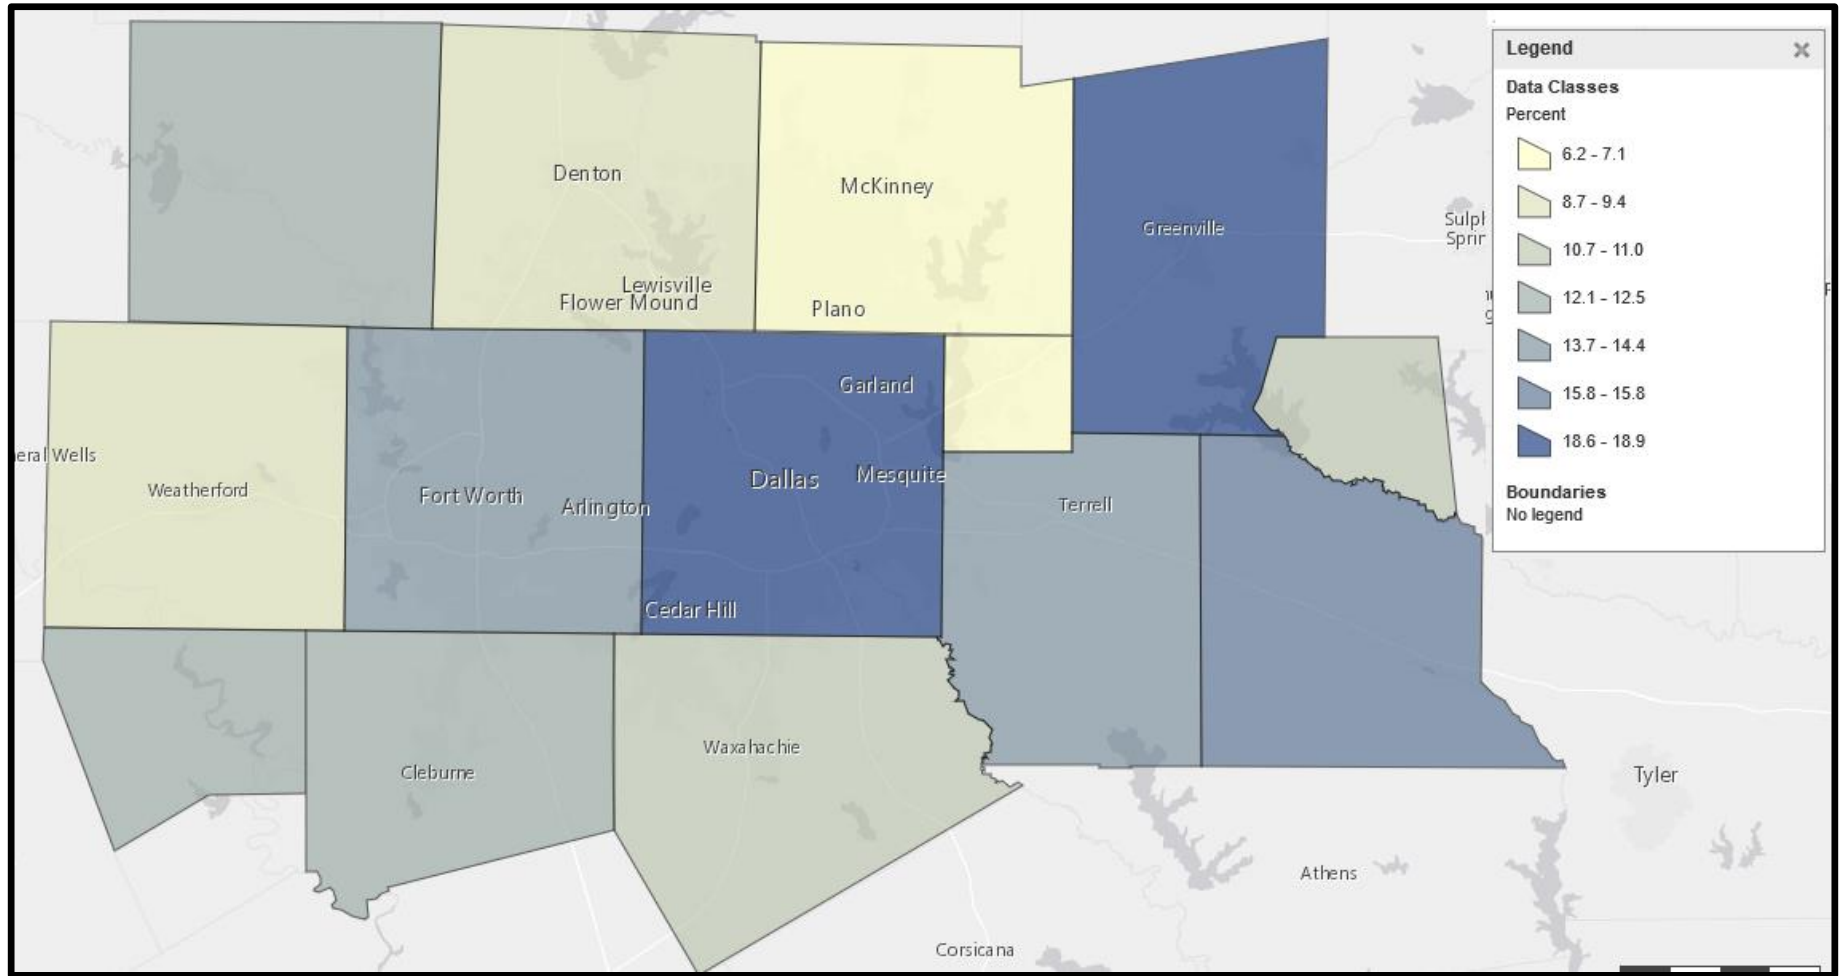 Denton
McKinney
Greenville
Lewisville
Flower Mound
Plano
Garland
eral Wells
Weatherford
Fort Worth
Arlington
Dallas
Mesquite
Terrell
Cedar Hill
Waxahachie
Cleburne
Tyler
Athens
Corsicana
Sulph
Sprin
Legend
Data Classes
Percent
6.2 - 7.1
8.7 - 9.4
10.7 - 11.0
12.1 - 12.5
13.7 - 14.4
15.8 - 15.8
18.6 - 18.9
Boundaries
No legend